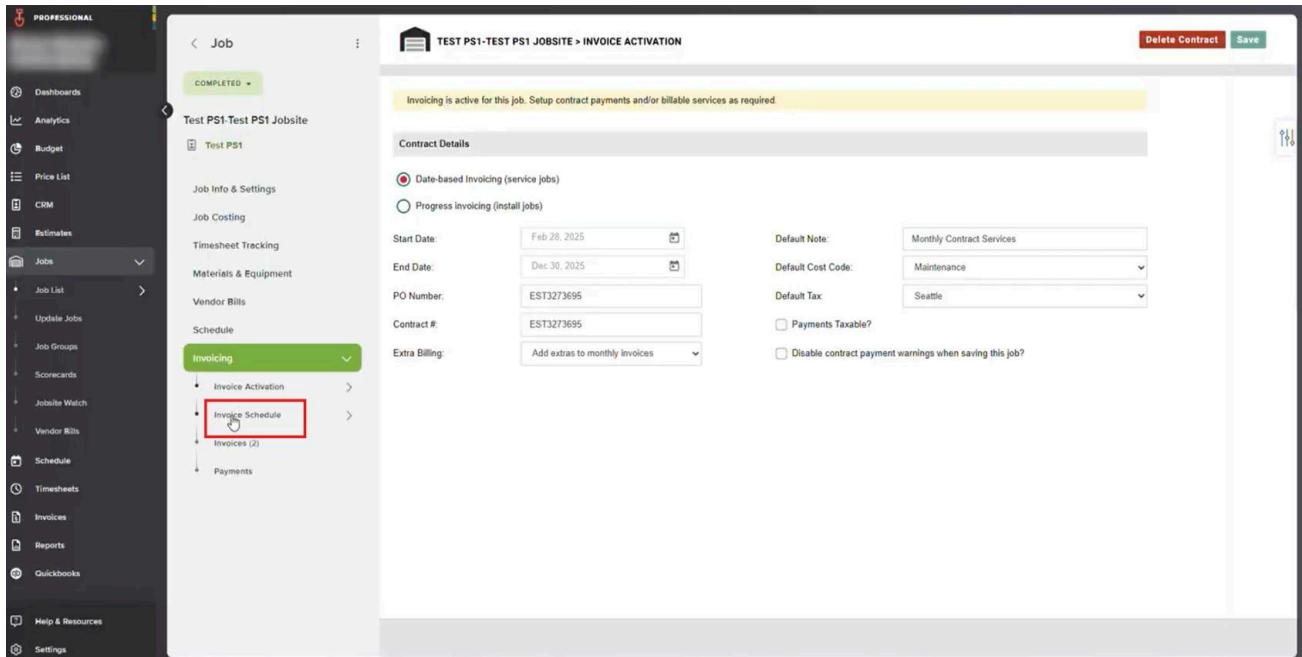 PROFESSIONAL
Dashboards
Analytics
Budget
Price List
CRM
Estimates
Jobs
Job List
Update Jobs
Job Groups
Scorecards
Jobsite Watch
Vendor Bills
Schedule
Timesheets
Invoices
Reports
Quickbooks
Help & Resources
Settings
Job
COMPLETED
Test PS1-Test PS1 Jobsite
Test PS1
Job Info & Settings
Job Costing
Timesheet Tracking
Materials & Equipment
Vendor Bills
Schedule
Invoicing
Invoice Activation
Invoice Schedule
Invoices (2)
Payments
TEST PS1-TEST PS1 JOBSITE > INVOICE ACTIVATION
Delete Contract Save
Invoicing is active for this job. Setup contract payments and/or billable services as required.
Contract Details
Date-based Invoicing (service jobs)
Progress invoicing (install jobs)
Start Date: Feb 28, 2025 Default Note: Monthly Contract Services
End Date: Dec 30, 2025 Default Cost Code: Maintenance
PO Number: EST3273695 Default Tax: Seattle
Contract #: EST3273695 Payments Taxable?
Extra Billing: Add extras to monthly invoices Disable contract payment warnings when saving this job?